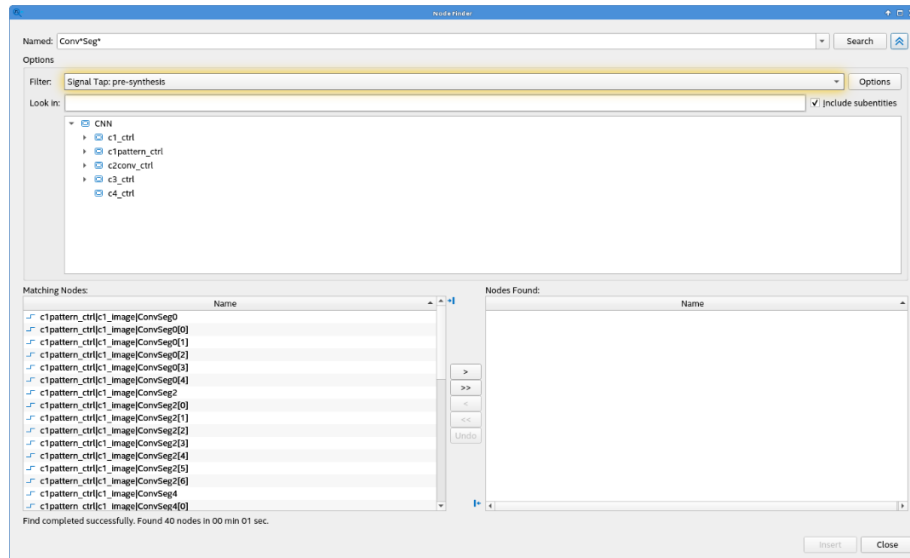 Node Finder
Named: Conv*Seg*
Search
Options
Filter: Signal Tap: pre-synthesis
Options
Look in:
Include subentities
CNN
c1_ctrl
c1pattern_ctrl
c2conv_ctrl
c3_ctrl
c4_ctrl
Matching Nodes:
Nodes Found:
Name
Name
c1pattern_ctrl|c1_image|ConvSeg0
c1pattern_ctrl|c1_image|ConvSeg0[0]
c1pattern_ctrl|c1_image|ConvSeg0[1]
c1pattern_ctrl|c1_image|ConvSeg0[2]
c1pattern_ctrl|c1_image|ConvSeg0[3]
c1pattern_ctrl|c1_image|ConvSeg0[4]
c1pattern_ctrl|c1_image|ConvSeg2
c1pattern_ctrl|c1_image|ConvSeg2[0]
c1pattern_ctrl|c1_image|ConvSeg2[1]
c1pattern_ctrl|c1_image|ConvSeg2[2]
c1pattern_ctrl|c1_image|ConvSeg2[3]
c1pattern_ctrl|c1_image|ConvSeg2[4]
c1pattern_ctrl|c1_image|ConvSeg2[5]
c1pattern_ctrl|c1_image|ConvSeg2[6]
c1pattern_ctrl|c1_image|ConvSeg4
c1pattern_ctrl|c1_image|ConvSeg4[0]
>
>>
<
<<
Undo
Find completed successfully. Found 40 nodes in 00 min 01 sec.
Insert
Close